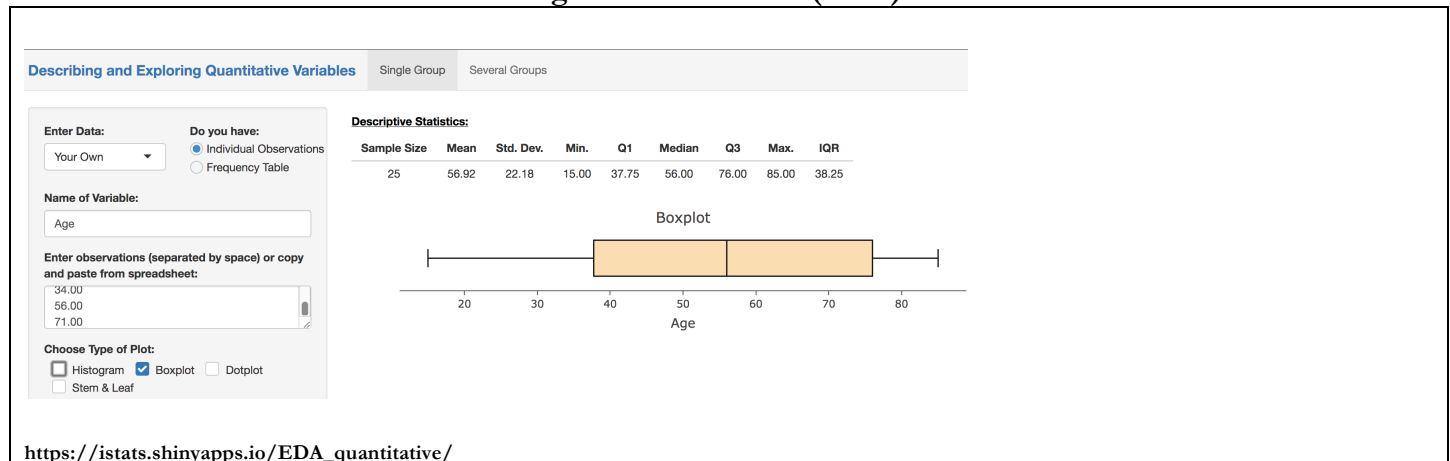 Describing and Exploring Quantitative Variables Single Group Several Groups
Enter Data: Do you have:
Your Own Individual Observations
Frequency Table
Name of Variable:
Age
Enter observations (separated by space) or copy
and paste from spreadsheet:
34.00
56.00
71.00
Choose Type of Plot:
Histogram Boxplot Dotplot
Stem & Leaf
Descriptive Statistics:
Sample Size Mean Std. Dev. Min. Q1 Median Q3 Max. IQR
25 56.92 22.18 15.00 37.75 56.00 76.00 85.00 38.25
Boxplot
20 30 40 50 60 70 80
Age
https://istats.shinyapps.io/EDA_quantitative/